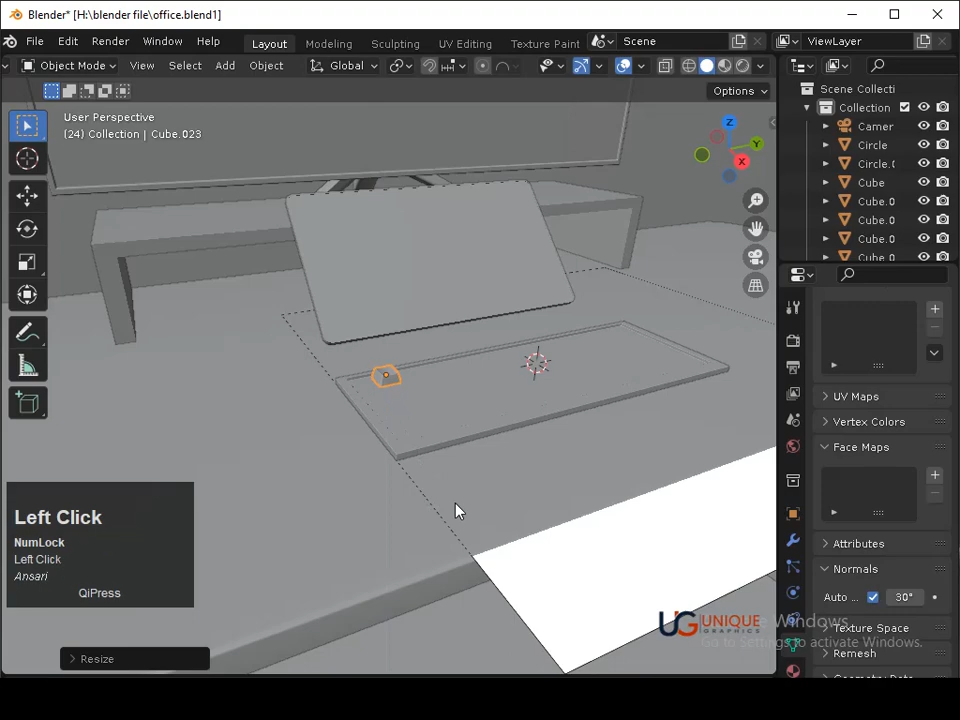 Blender* [H:\blender file\office.blend1]
File Edit Render Window Help Layout Modeling Sculpting UV Editing Texture Paint Scene ViewLayer
Object Mode View Select Add Object Global
Options
User Perspective
(24) Collection | Cube.023
Z
Y
X
Scene Collecti
Collection
Camer
Circle
Circle.(
Cube
Cube.0
Cube.0
Cube.0
Cube.0
UV Maps
Vertex Colors
Face Maps
Attributes
Normals
Auto ... 30°
Texture Space
Remesh
Geometry Data
Left Click
NumLock
Left Click
Ansari
QiPress
Resize
UG UNIQUE
GRAPHICS
Windows
Go to Settings to activate Windows.